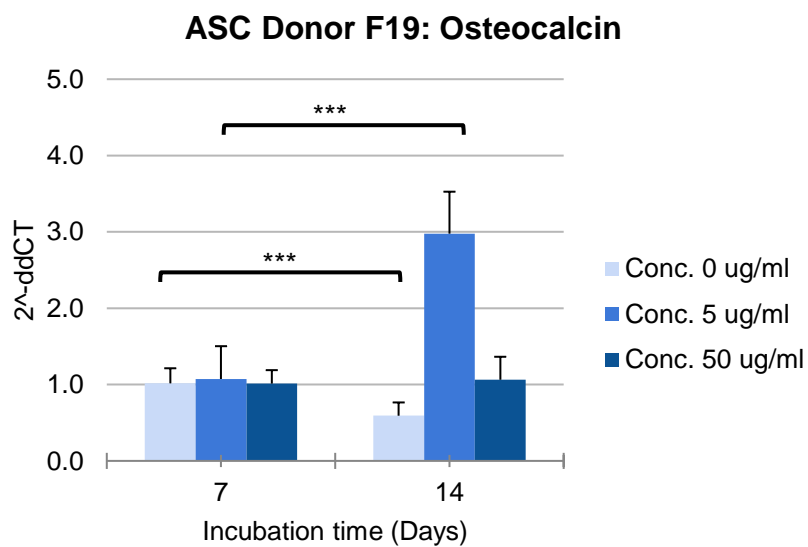 ASC Donor F19: Osteocalcin
5.0
4.0
3.0
2.0
1.0
0.0
2^-ddCT
***
***
7
14
Incubation time (Days)
Conc. 0 ug/ml
Conc. 5 ug/ml
Conc. 50 ug/ml